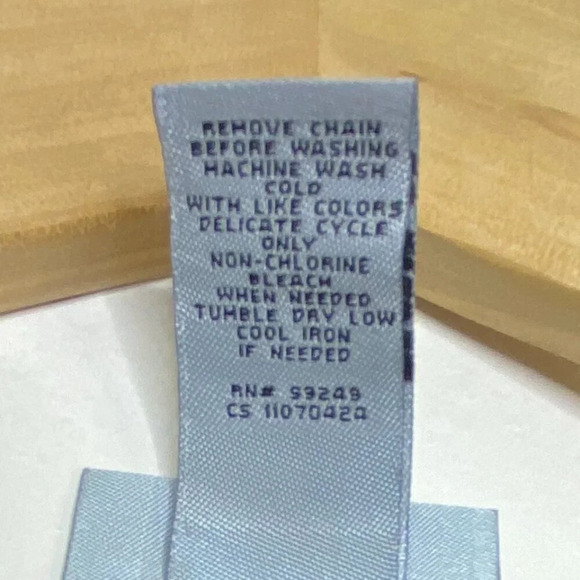 REMOVE CHAIN
BEFORE WASHING
MACHINE WASH
COLD
WITH LIKE COLORS
DELICATE CYCLE
ONLY
NON-CHLORINE
BLEACH
WHEN NEEDED
TUMBLE DRY LOW
COOL IRON
IF NEEDED
RN# 59249
CS 11070424